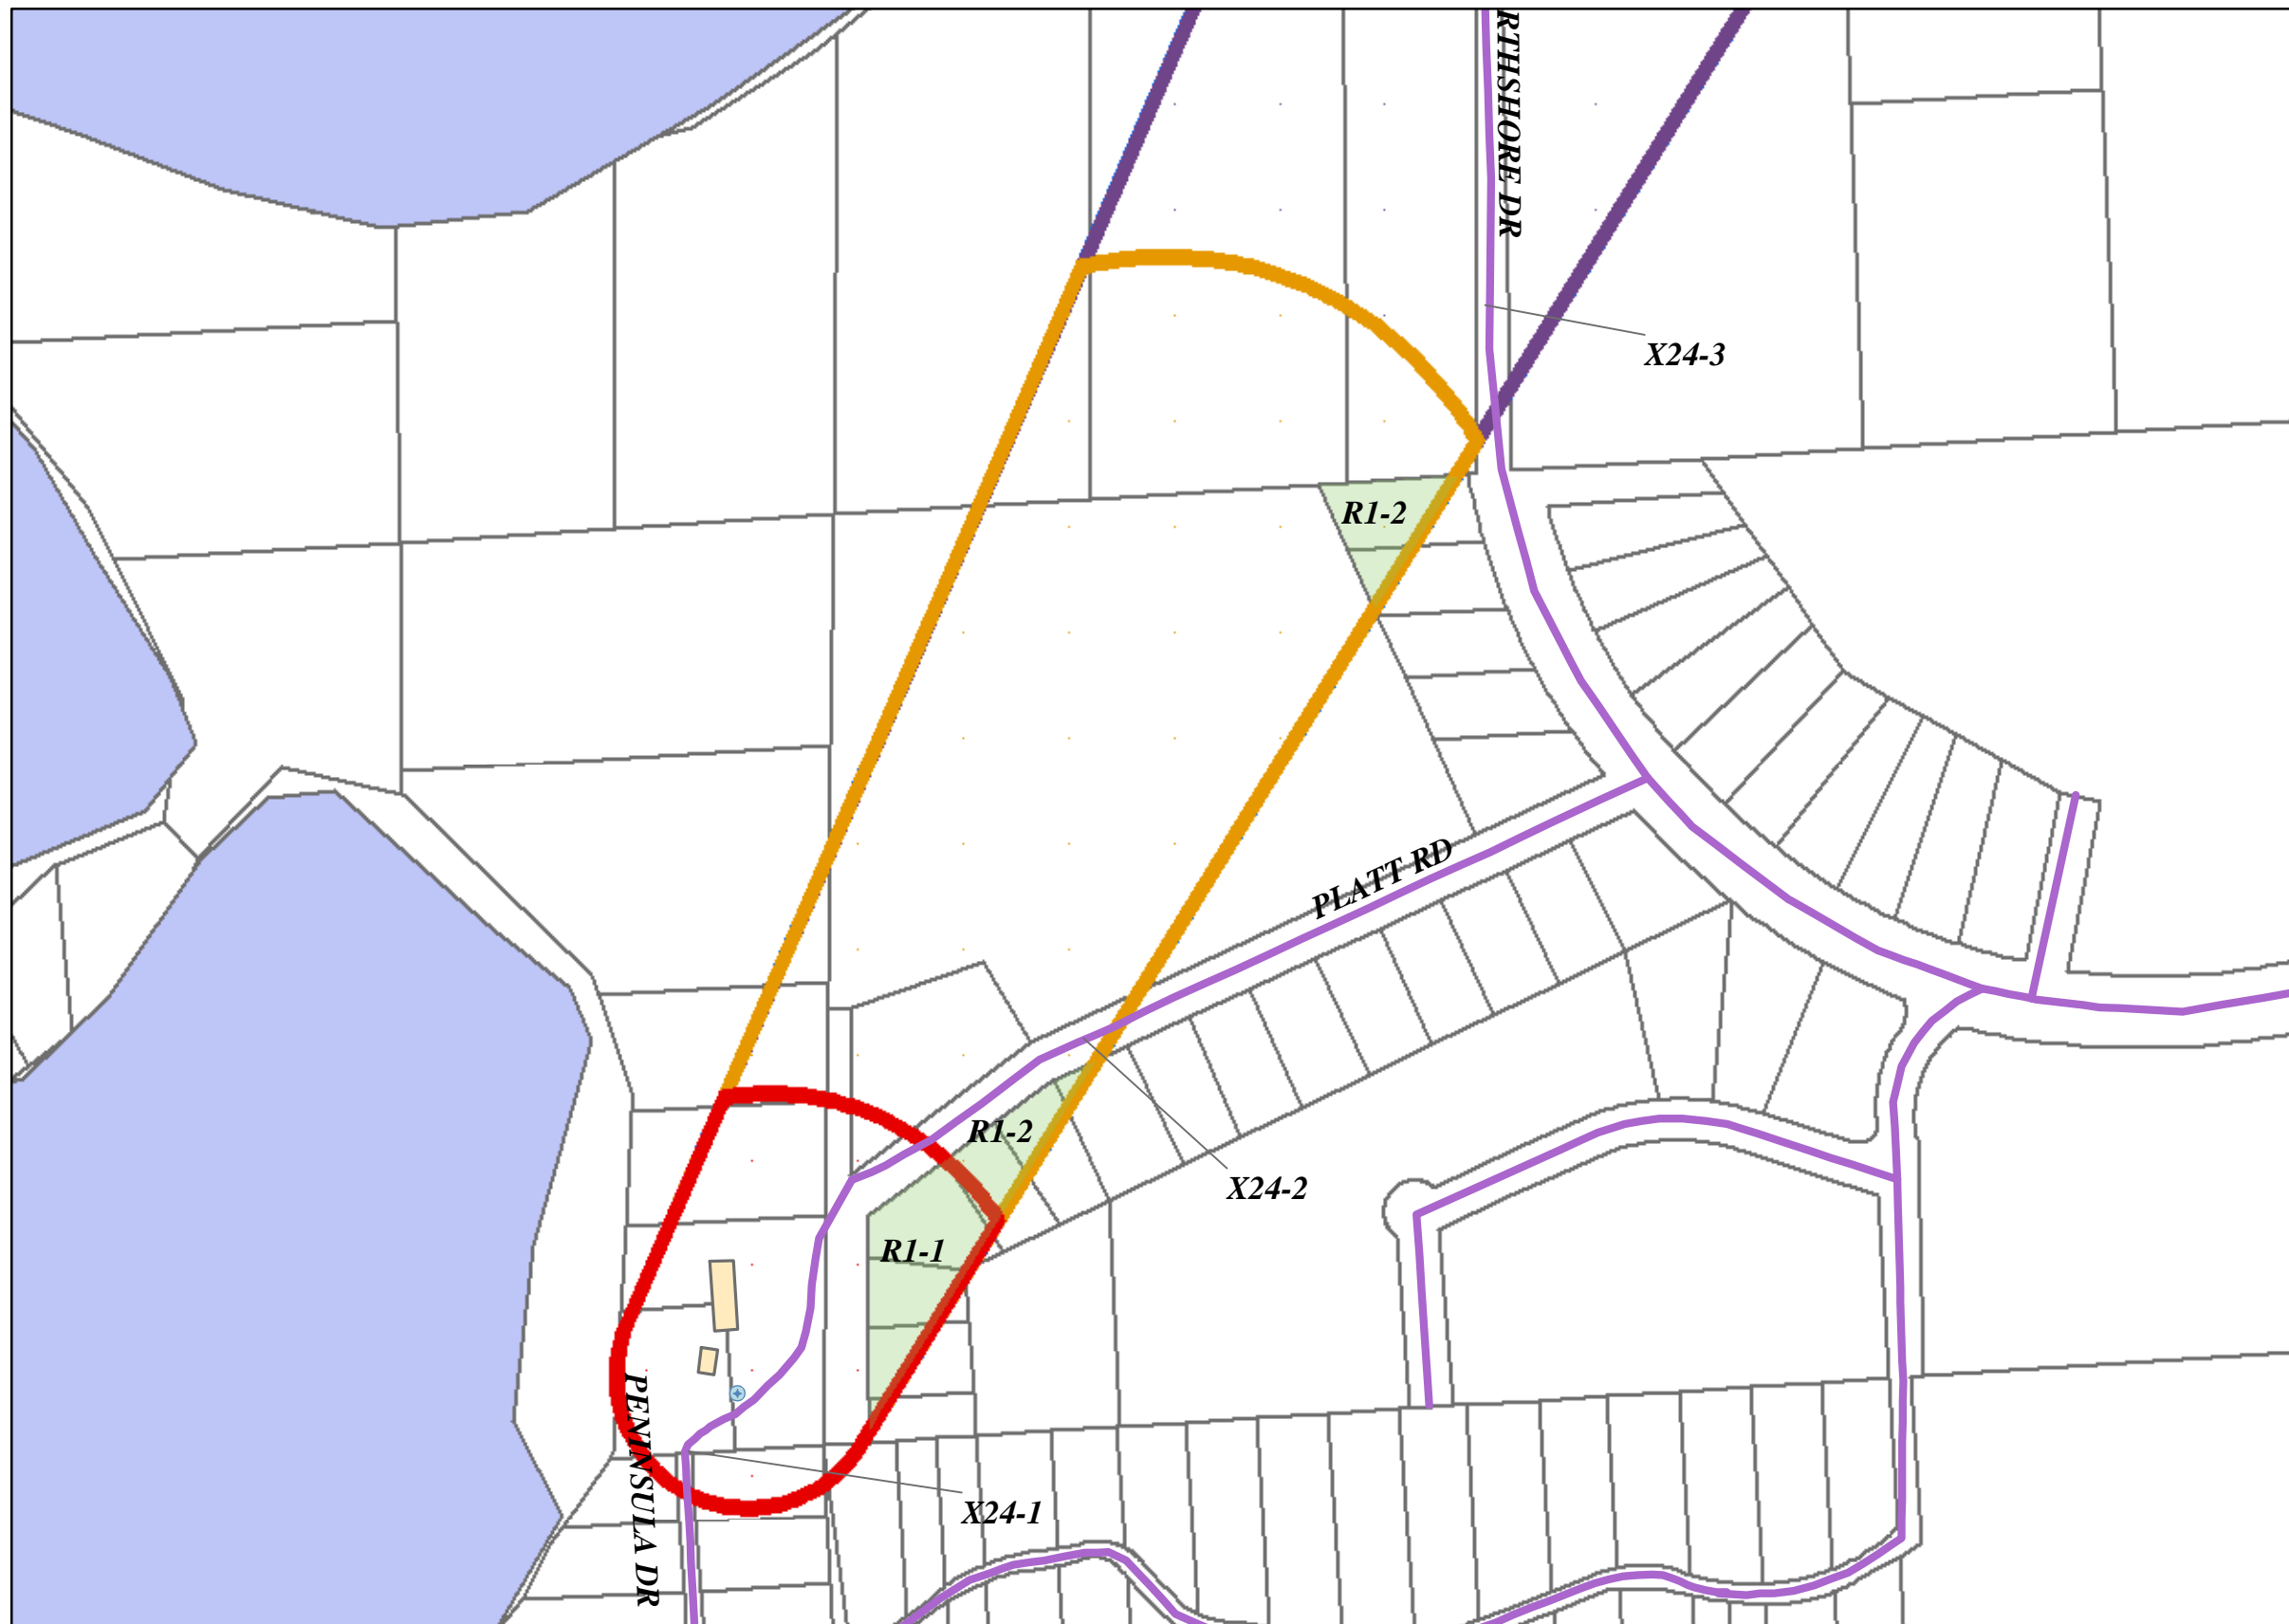 RTHSHORE DR
X24-3
R1-2
PLATT RD
R1-2
X24-2
R1-1
PENINSULA DR
X24-1